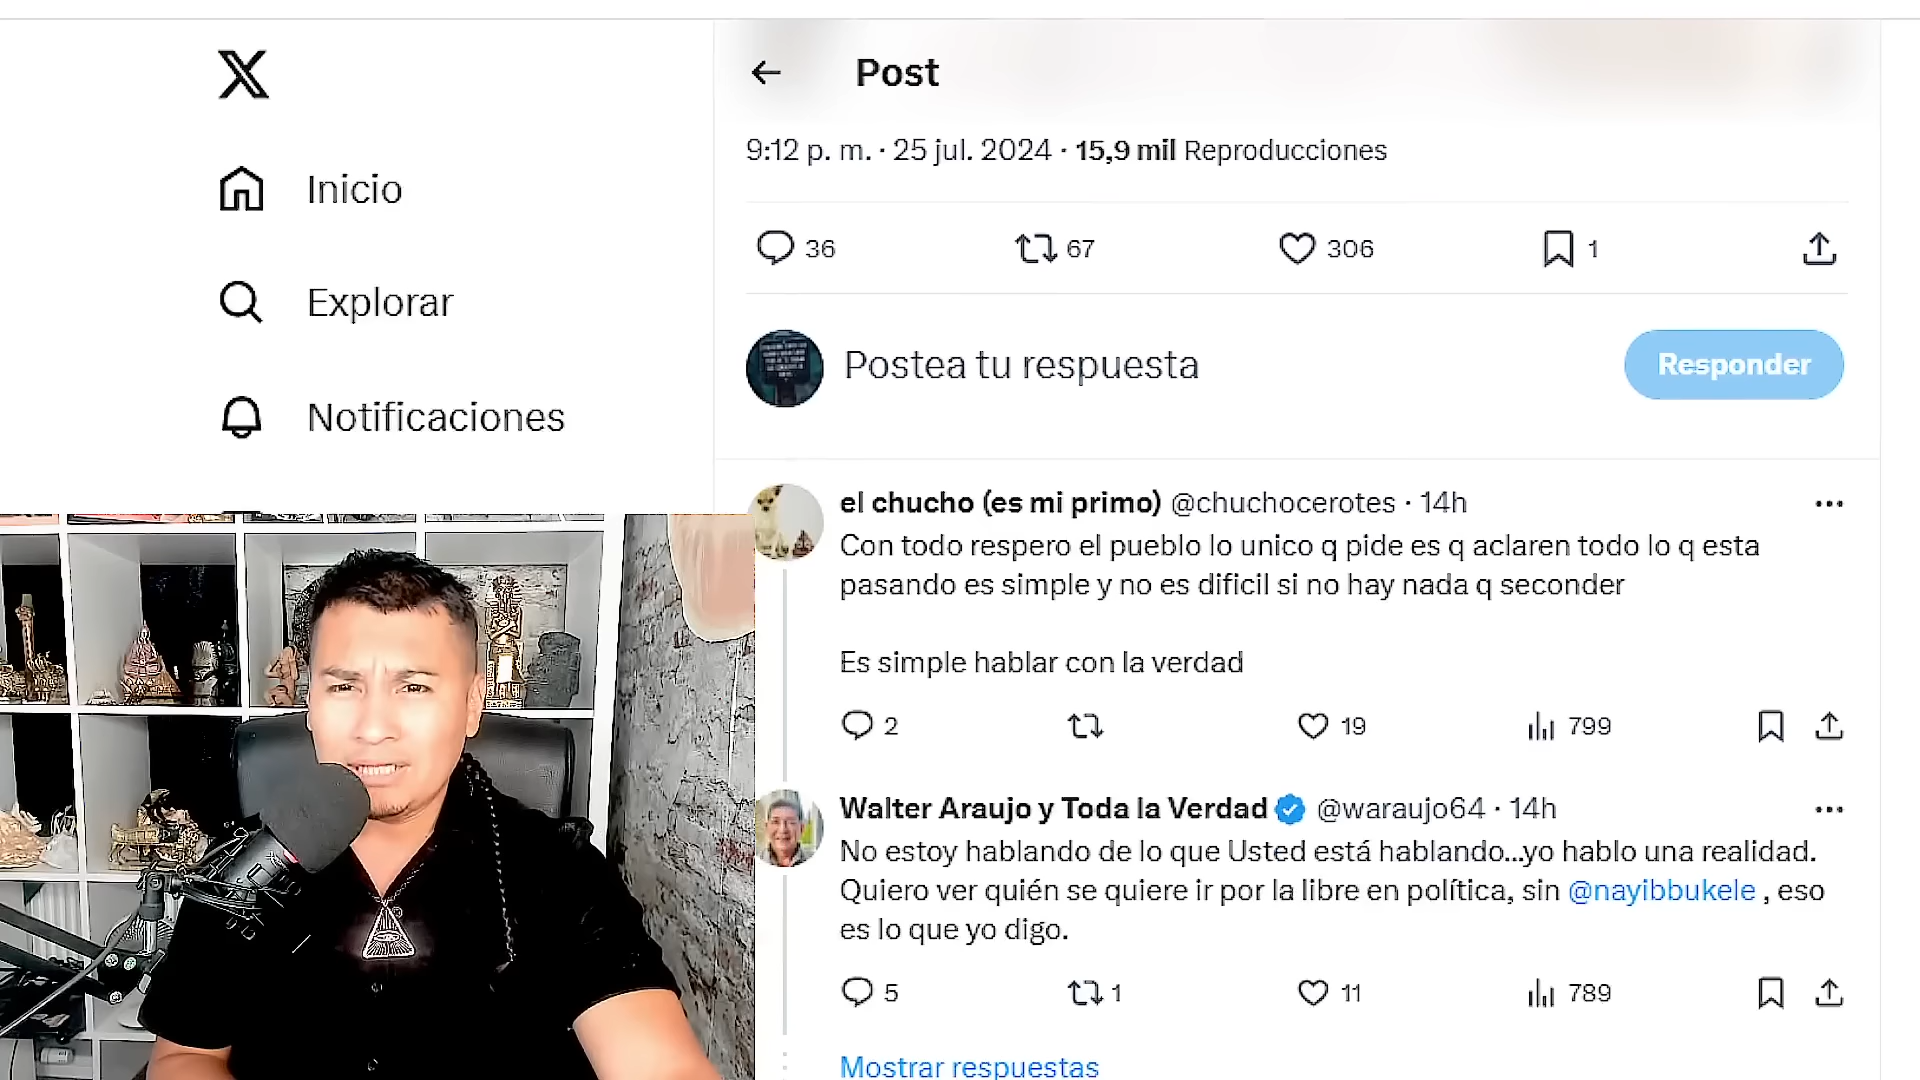 Post
9:12 p. m. · 25 jul. 2024 · 15,9 mil Reproducciones
Inicio
36 67 306 1
Explorar
Postea tu respuesta
Responder
Notificaciones
el chucho (es mi primo) @chuchocerotes · 14h
Con todo respero el pueblo lo unico q pide es q aclaren todo lo q esta
pasando es simple y no es dificil si no hay nada q seconder
Es simple hablar con la verdad
2 19 799
Walter Araujo y Toda la Verdad @waraujo64 · 14h
No estoy hablando de lo que Usted está hablando...yo hablo una realidad.
Quiero ver quién se quiere ir por la libre en política, sin @nayibbukele , eso
es lo que yo digo.
5 1 11 789
Mostrar respuestas